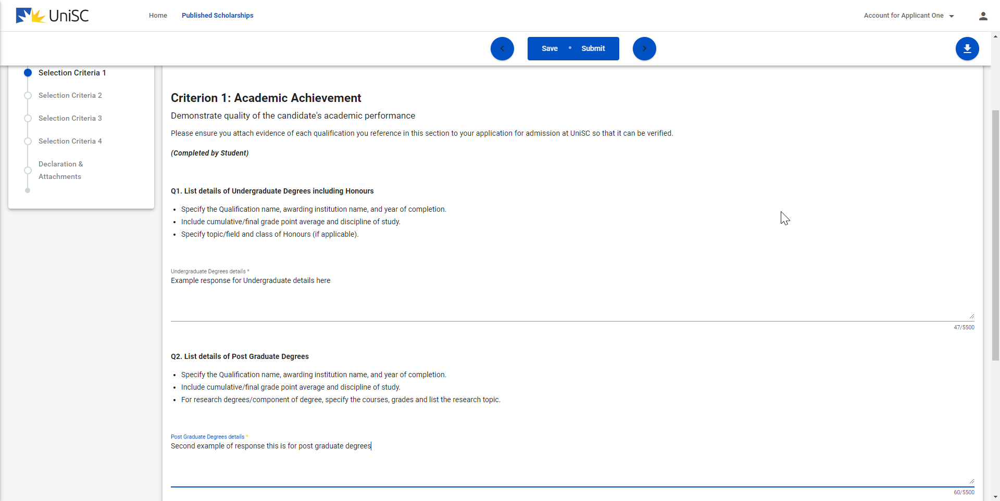 UniSC
Home
Published Scholarships
Account for Applicant One
Save • Submit
Selection Criteria 1
Selection Criteria 2
Selection Criteria 3
Selection Criteria 4
Declaration &
Attachments
Criterion 1: Academic Achievement
Demonstrate quality of the candidate's academic performance
Please ensure you attach evidence of each qualification you reference in this section to your application for admission at UniSC so that it can be verified.
(Completed by Student)
Q1. List details of Undergraduate Degrees including Honours
• Specify the Qualification name, awarding institution name, and year of completion.
• Include cumulative/final grade point average and discipline of study.
• Specify topic/field and class of Honours (if applicable).
Undergraduate Degrees details *
Example response for Undergraduate details here
47/5500
Q2. List details of Post Graduate Degrees
• Specify the Qualification name, awarding institution name, and year of completion.
• Include cumulative/final grade point average and discipline of study.
• For research degrees/component of degree, specify the courses, grades and list the research topic.
Post Graduate Degrees details *
Second example of response this is for post graduate degrees
60/5500